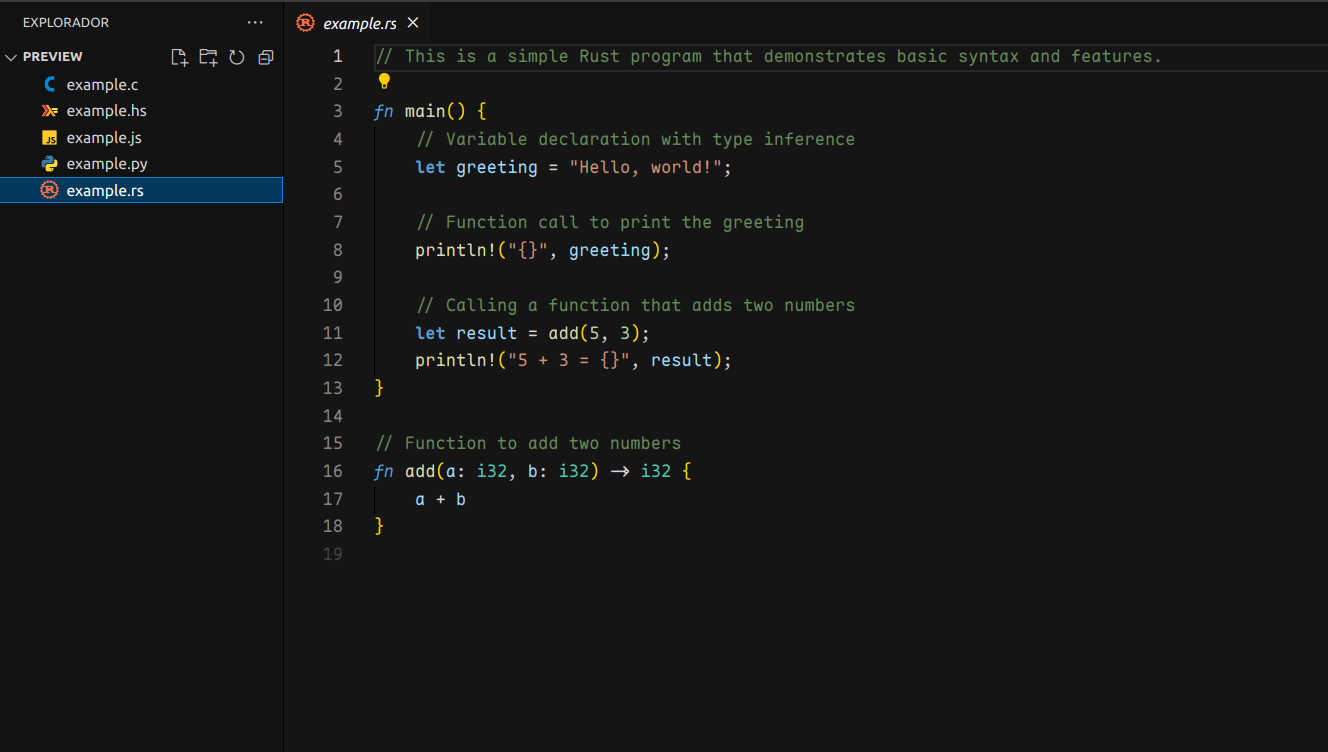 EXPLORADOR
PREVIEW
example.c
example.hs
example.js
example.py
example.rs
example.rs
1 // This is a simple Rust program that demonstrates basic syntax and features.
2
3 fn main() {
4     // Variable declaration with type inference
5     let greeting = "Hello, world!";
6
7     // Function call to print the greeting
8     println!("{}", greeting);
9
10     // Calling a function that adds two numbers
11     let result = add(5, 3);
12     println!("5 + 3 = {}", result);
13 }
14
15 // Function to add two numbers
16 fn add(a: i32, b: i32) → i32 {
17     a + b
18 }
19